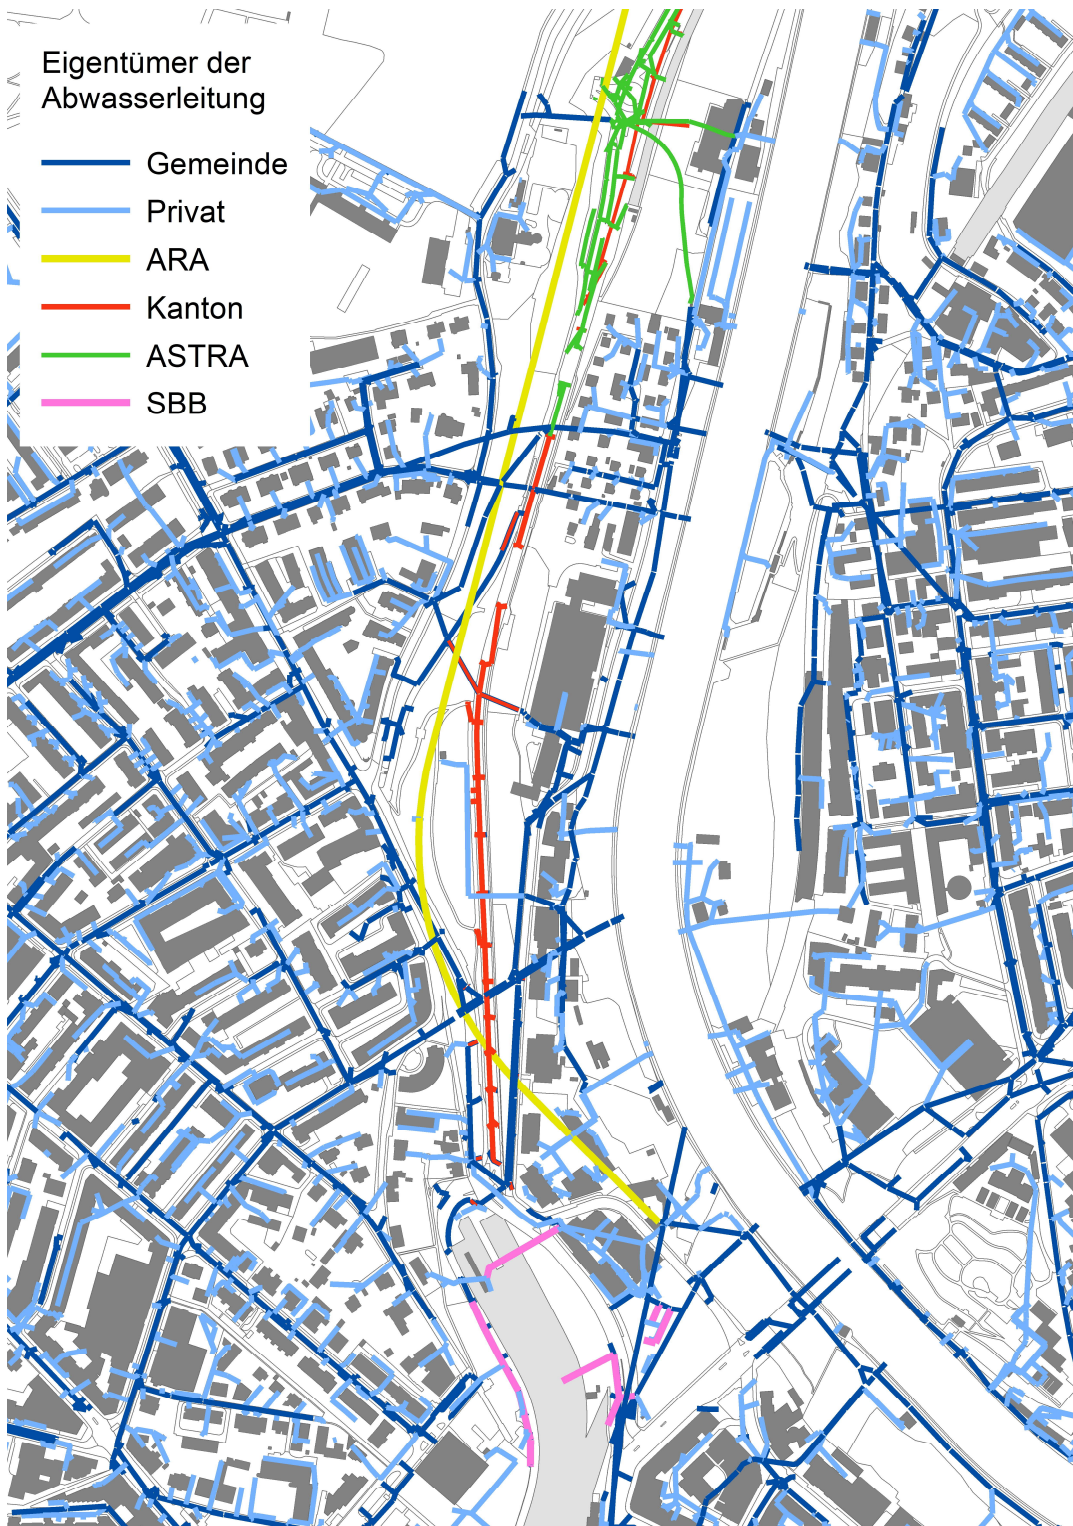 Eigentümer der
Abwasserleitung
Gemeinde
Privat
ARA
Kanton
ASTRA
SBB